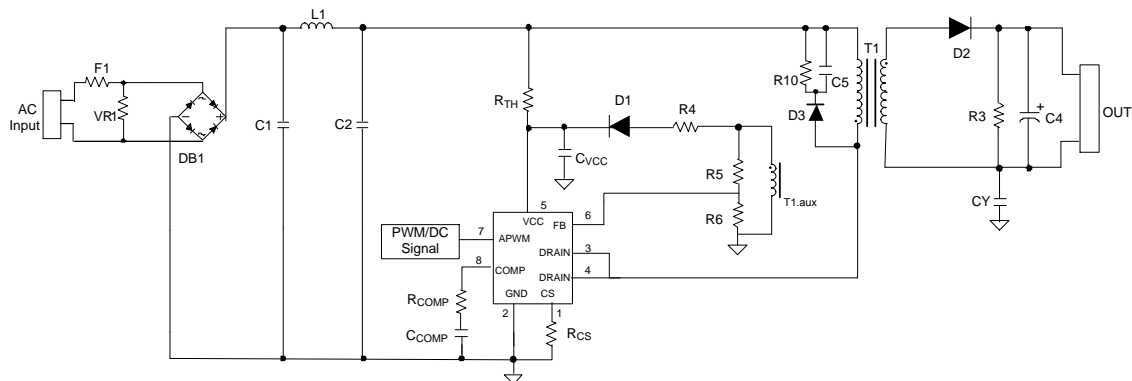 L1
T1
D2
F1
R10
C5
AC
Input
VR1
RTH
D1
R4
D3
R3
+
C4
OUT
C1
C2
DB1
CVCC
R5
T1.aux
CY
5
6
R6
VCC
FB
PWM/DC
Signal
7
APWM
DRAIN
3
8
COMP
DRAIN
4
RCOMP
GND
CS
2
1
CCOMP
RCS